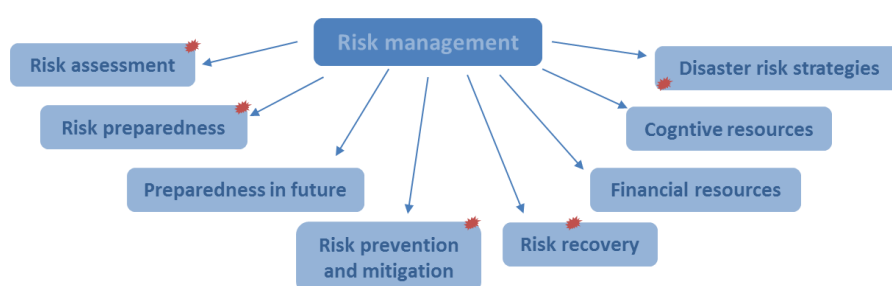 Risk management
Risk assessment
Disaster risk strategies
Risk preparedness
Cogntive resources
Preparedness in future
Financial resources
Risk prevention
and mitigation
Risk recovery